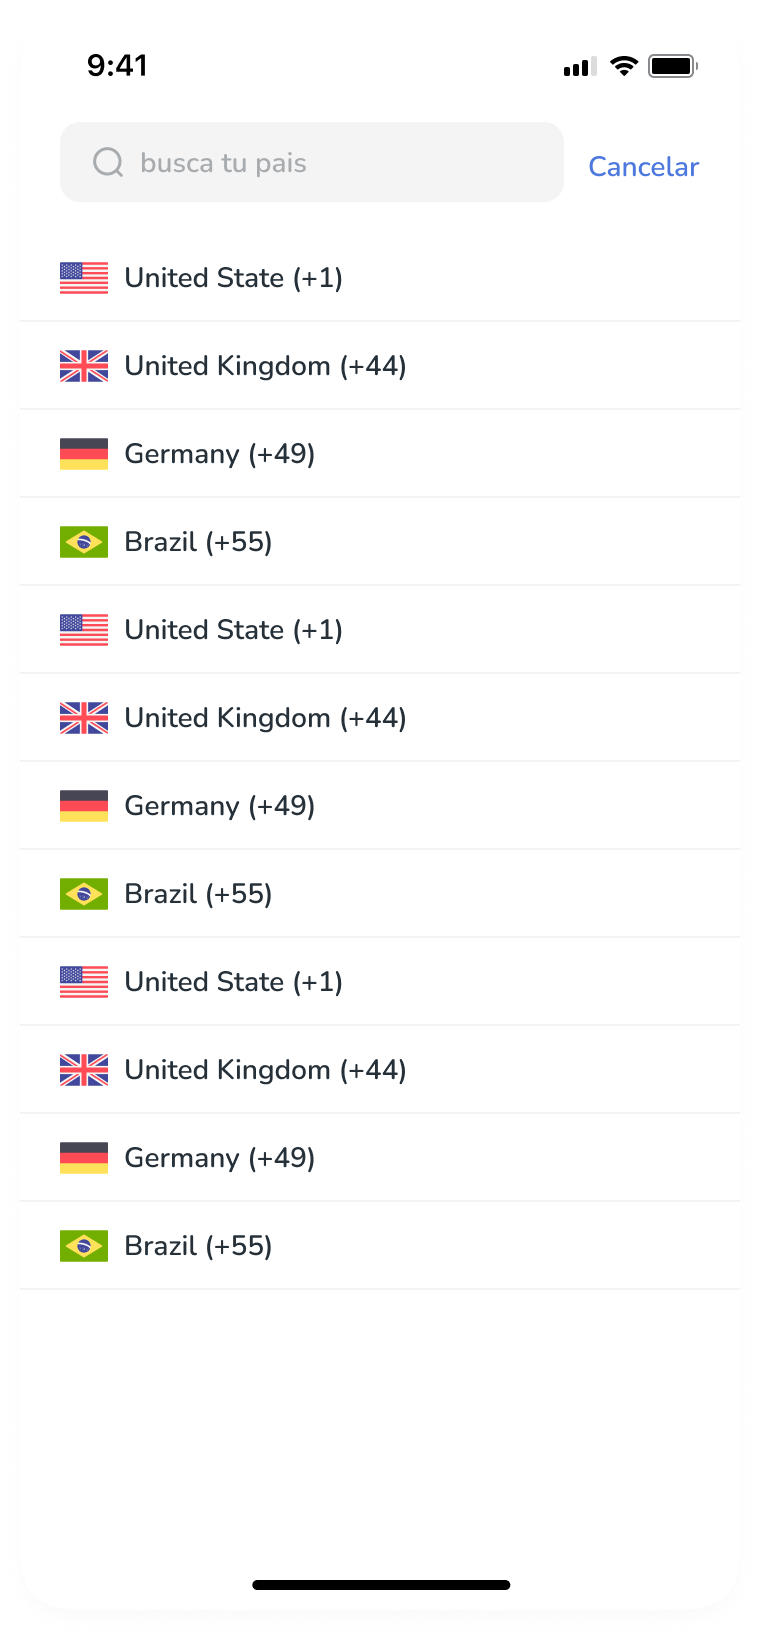 9:41
busca tu pais
Cancelar
United State (+1)
United Kingdom (+44)
Germany (+49)
Brazil (+55)
United State (+1)
United Kingdom (+44)
Germany (+49)
Brazil (+55)
United State (+1)
United Kingdom (+44)
Germany (+49)
Brazil (+55)